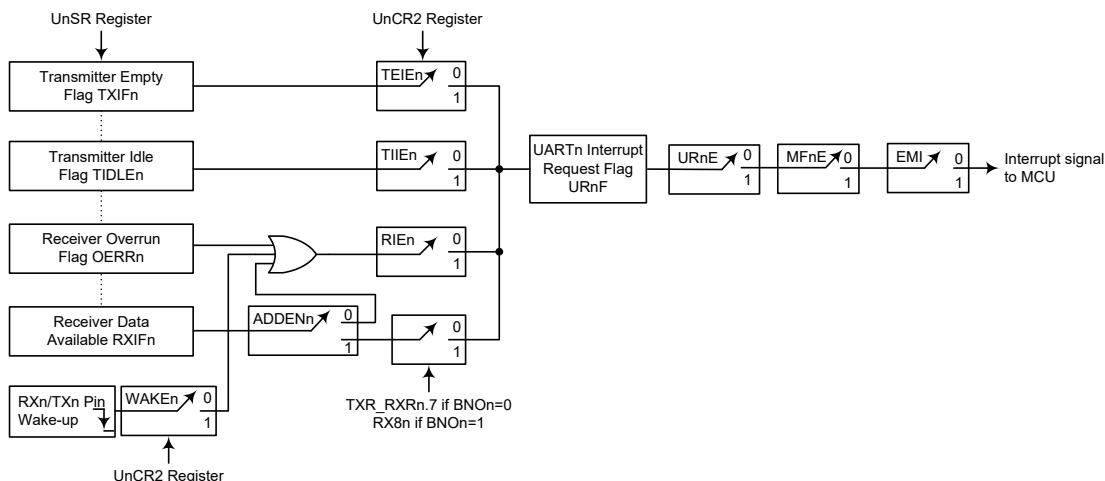 UnSR Register
UnCR2 Register
Transmitter Empty
Flag TXIFn
TEIEn
0
1
Transmitter Idle
Flag TIDLEn
TIIEn
0
1
UARTn Interrupt
Request Flag
URnF
URnE
0
1
MFnE
0
1
EMI
0
1
Interrupt signal
to MCU
Receiver Overrun
Flag OERRn
RIEn
0
1
Receiver Data
Available RXIFn
ADDENn
0
1
0
1
RXn/TXn Pin
Wake-up
WAKEn
0
1
TXR_RXRn.7 if BNOn=0
RX8n if BNOn=1
UnCR2 Register